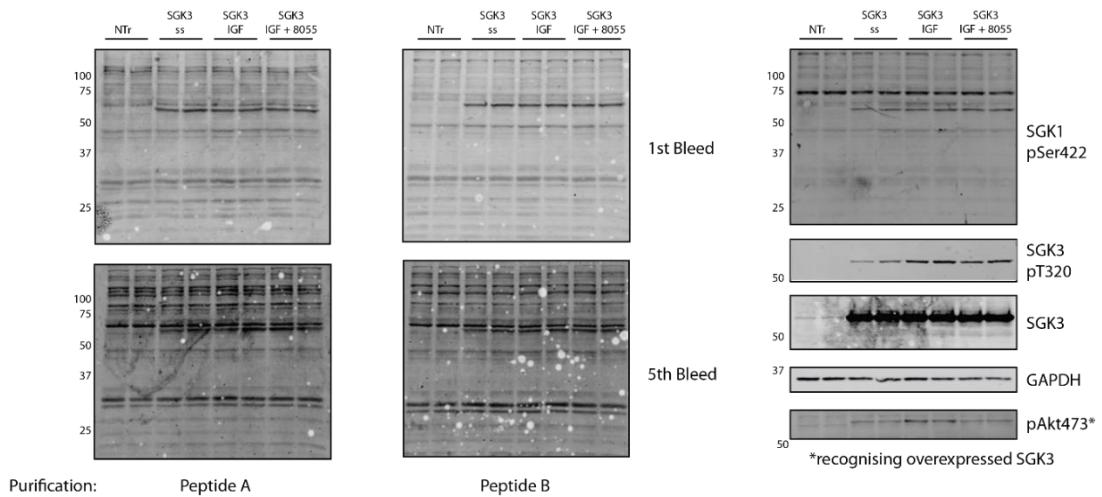 NTr
SGK3
ss
SGK3
IGF
SGK3
IGF + 8055
100
75
50
37
25
NTr
SGK3
ss
SGK3
IGF
SGK3
IGF + 8055
1st Bleed
NTr
SGK3
ss
SGK3
IGF
SGK3
IGF + 8055
100
75
50
37
25
SGK1
pSer422
100
75
50
37
25
5th Bleed
50
SGK3
pT320
50
SGK3
37
GAPDH
50
pAkt473*
*recognising overexpressed SGK3
Purification:
Peptide A
Peptide B